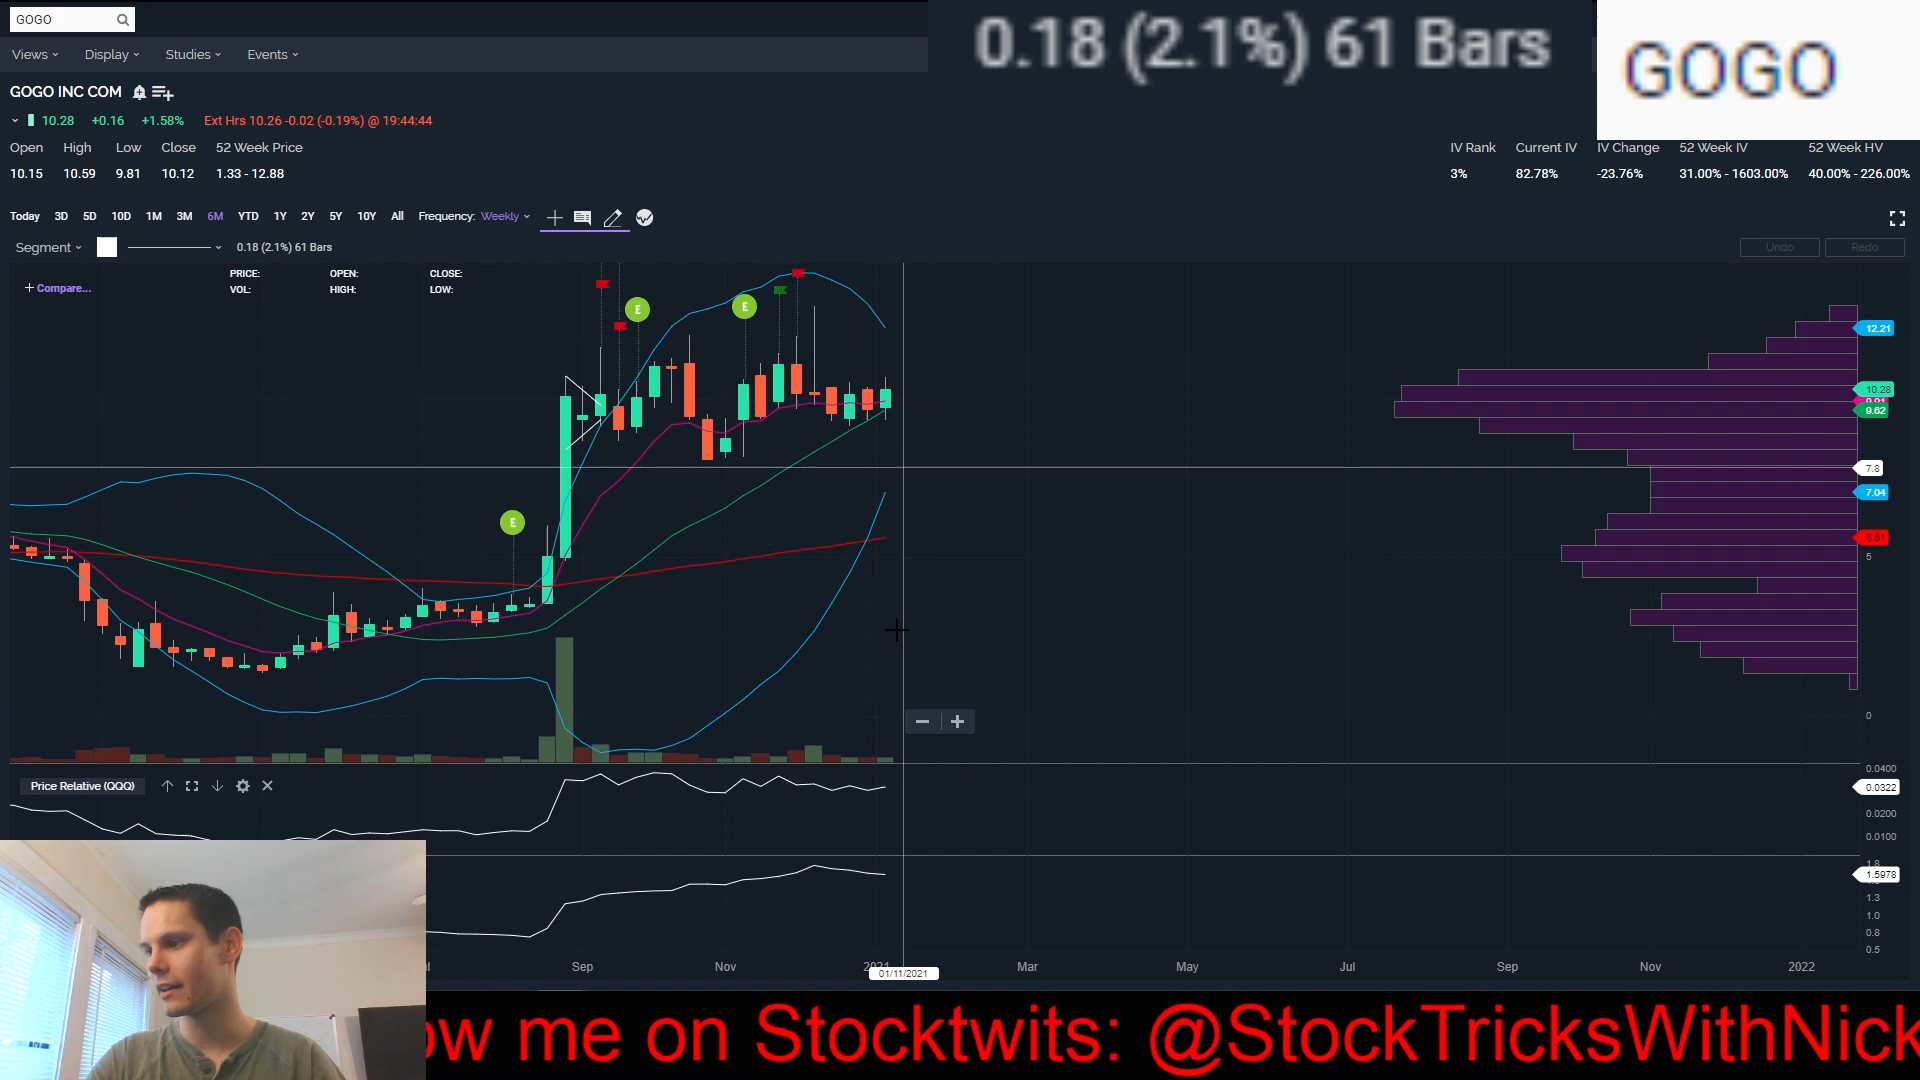 GOGO
0.18 (2.1%) 61 Bars
GOGO
Views Display Studies Events
GOGO INC COM
10.28 +0.16 +1.58% Ext Hrs 10.26 -0.02 (-0.19%) @ 19:44:44
Open High Low Close 52 Week Price
10.15 10.59 9.81 10.12 1.33 - 12.88
IV Rank Current IV IV Change 52 Week IV 52 Week HV
3% 82.78% -23.76% 31.00% - 1603.00% 40.00% - 226.00%
Today 3D 5D 10D 1M 3M 6M YTD 1Y 2Y 5Y 10Y All Frequency: Weekly
Segment 0.18 (2.1%) 61 Bars Undo Redo
+ Compare...
PRICE: OPEN: CLOSE:
VOL: HIGH: LOW:
E
E
E
12.21
10.28
9.62
7.8
7.04
5
0
Price Relative (QQQ)
0.0400
0.0322
0.0200
0.0100
1.5978
1.3
1.0
0.8
0.5
Sep Nov Mar May Jul Sep Nov 2022
01/11/2021
ow me on Stocktwits: @StockTricksWithNick